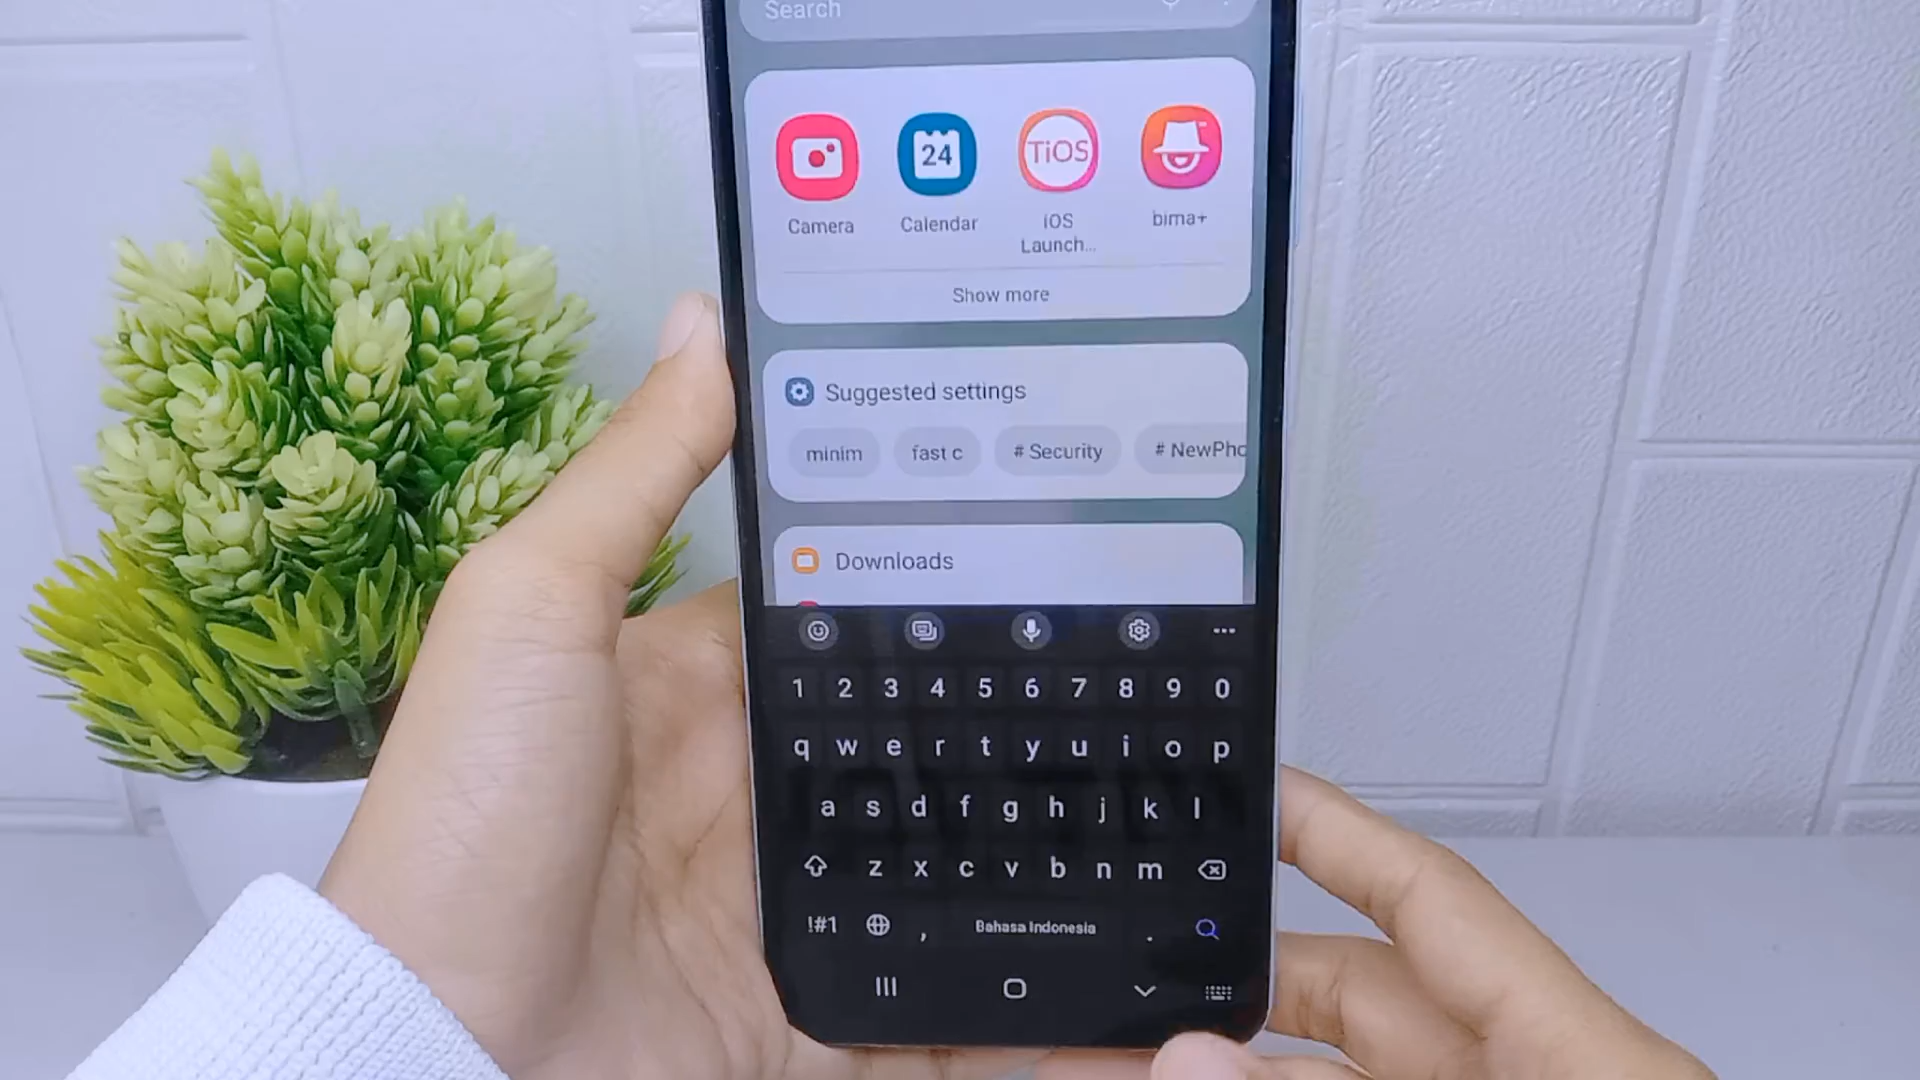 Search
24
TiOS
Camera
Calendar
iOS
Launch...
bima+
Show more
Suggested settings
minim
fast c
# Security
# NewPho
Downloads
1 2 3 4 5 6 7 8 9 0
q w e r t y u i o p
a s d f g h j k l
z x c v b n m
!#1 , Bahasa Indonesia .